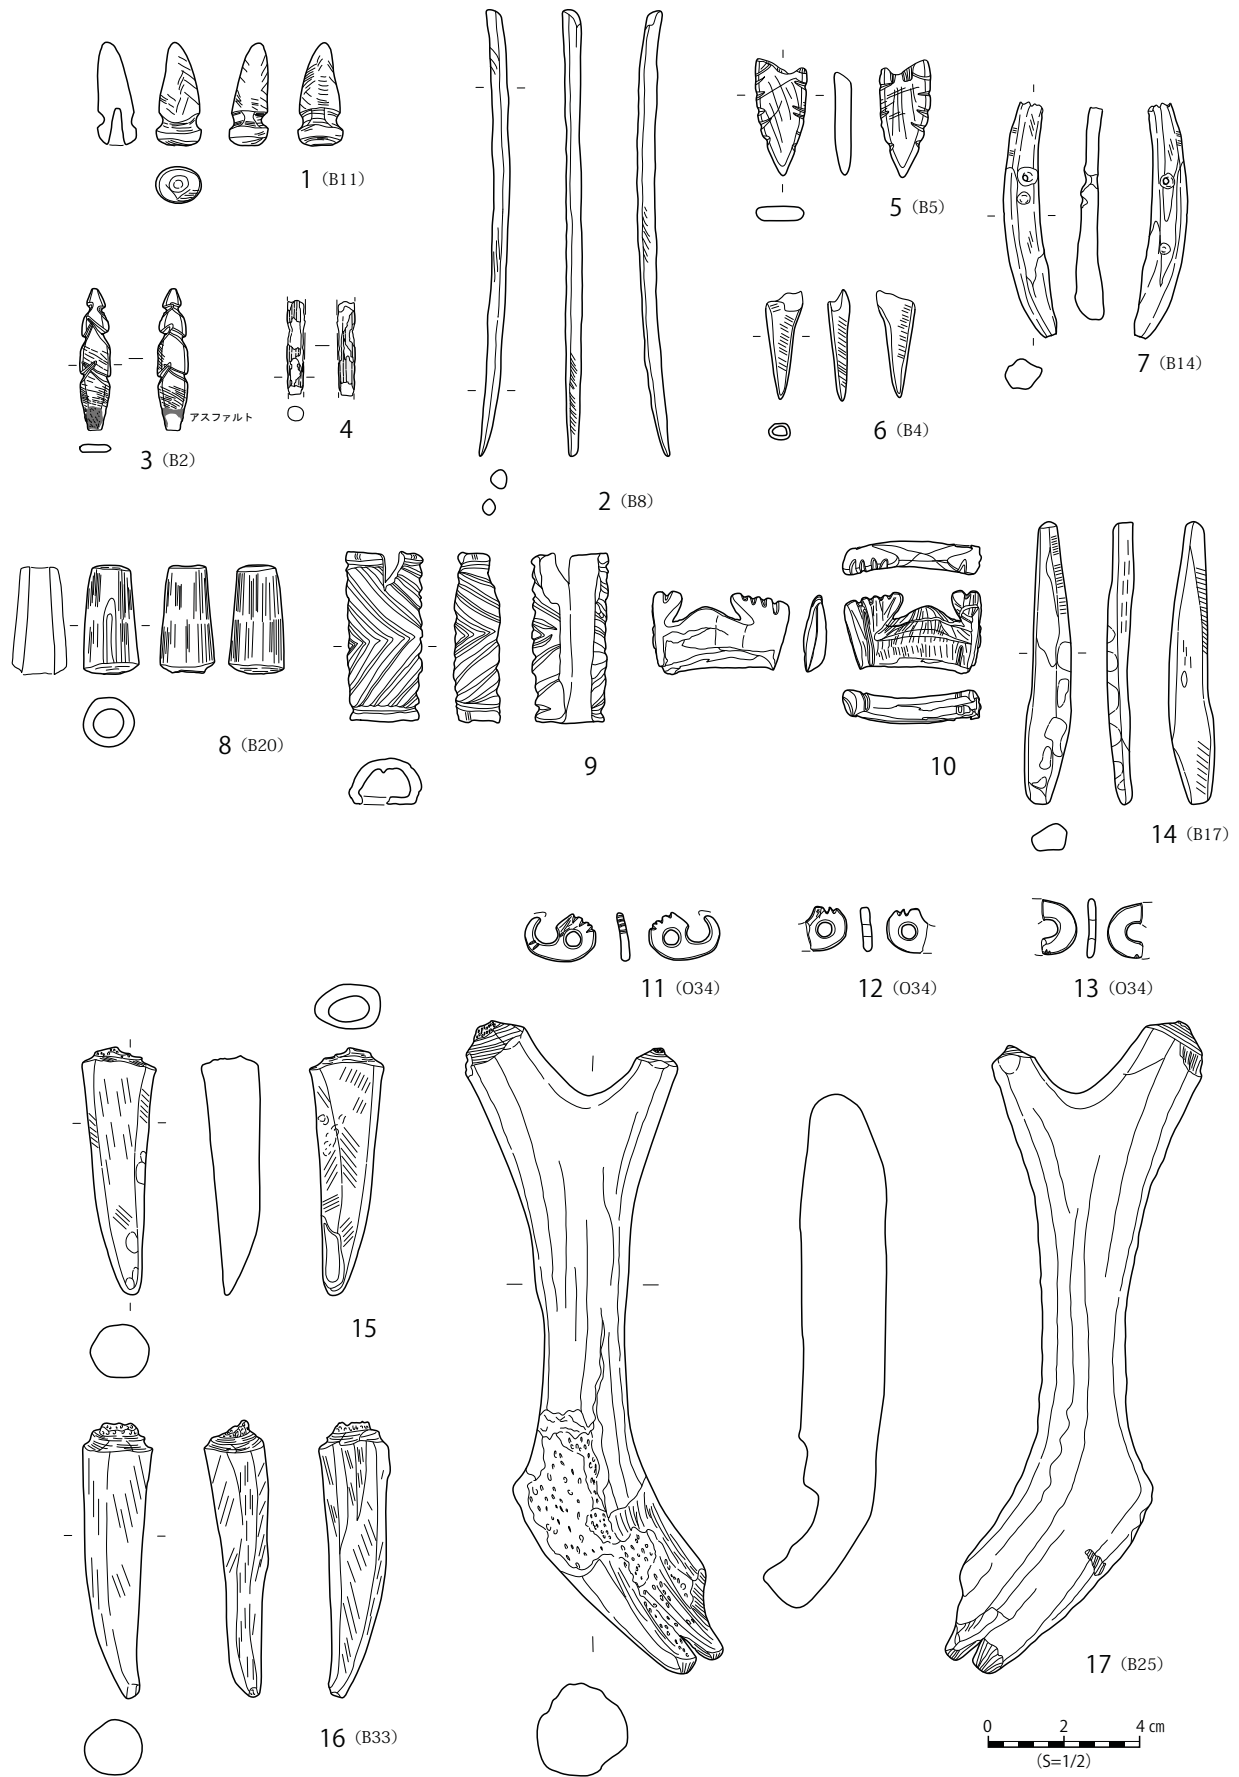 1（B11）
2（B8）
アスファルト
3（B2）
4
5（B5）
6（B4）
7（B14）
8（B20）
9
10
14（B17）
11（O34）
12（O34）
13（O34）
15
16（B33）
17（B25）
0 2 4 cm
（S=1/2）